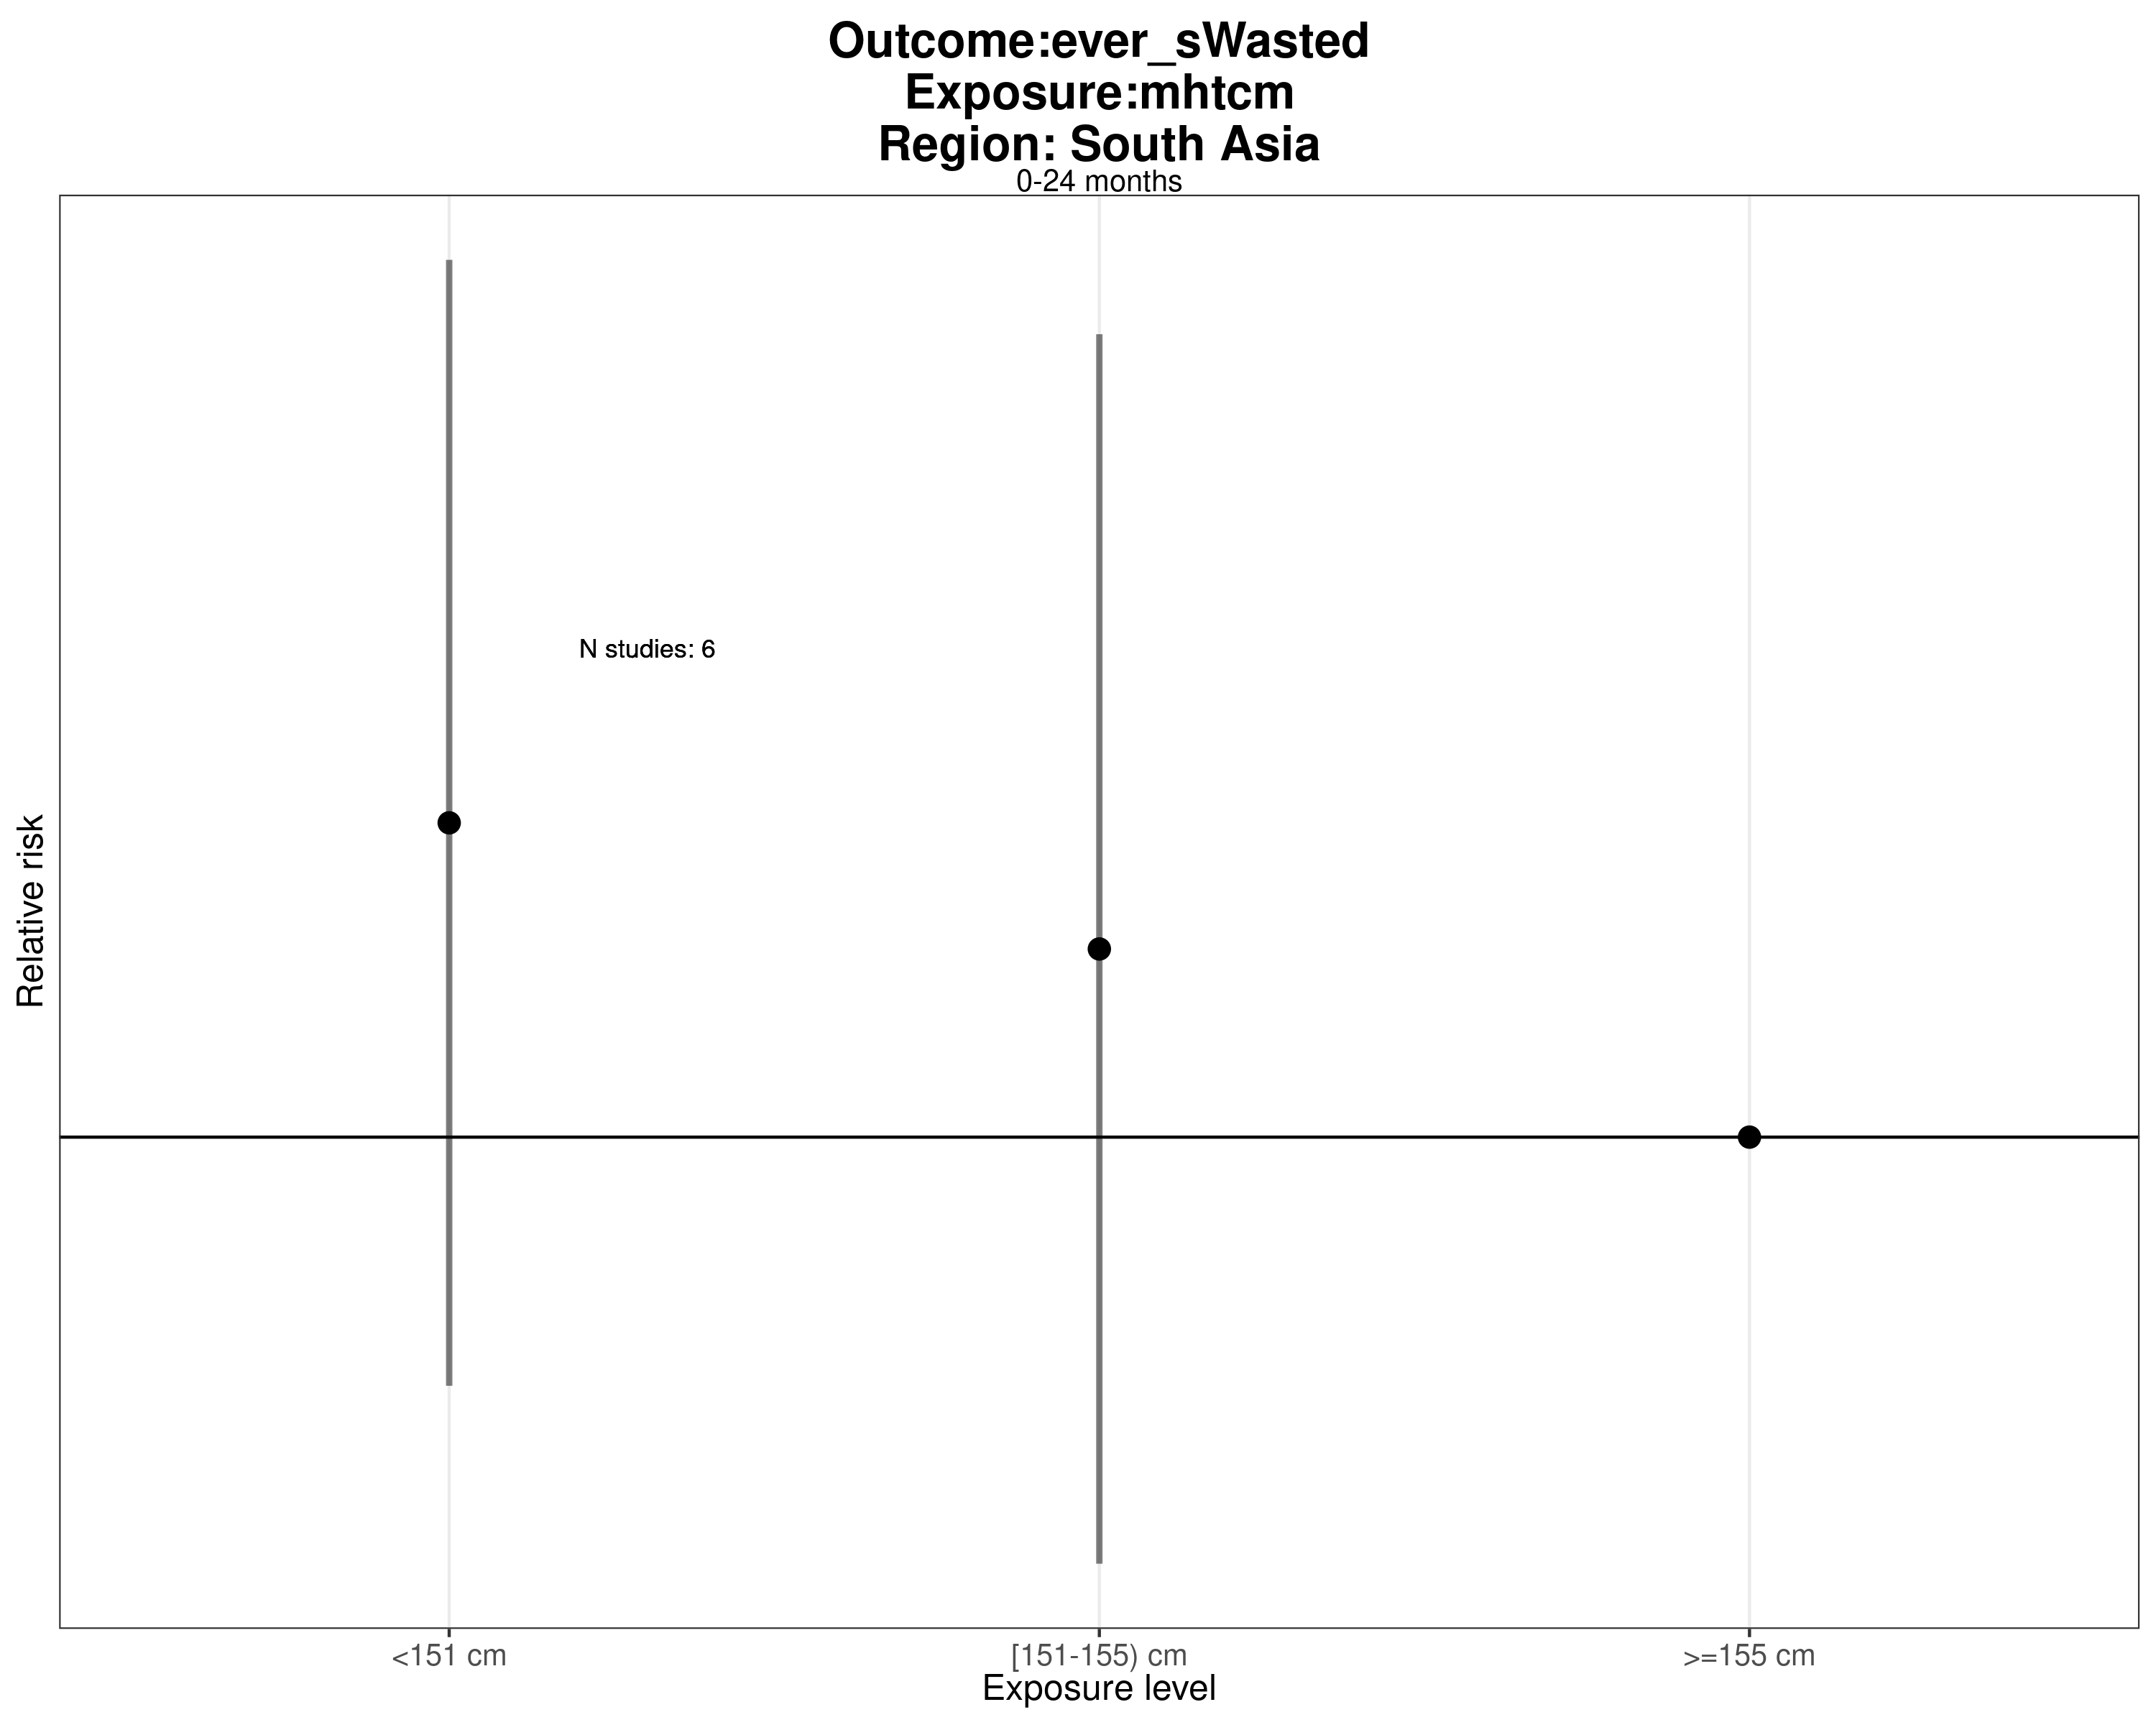 Outcome:ever_sWasted
Exposure:mhtcm
Region: South Asia
0-24 months
N studies: 6
Relative risk
<151 cm
[151-155) cm
>=155 cm
Exposure level